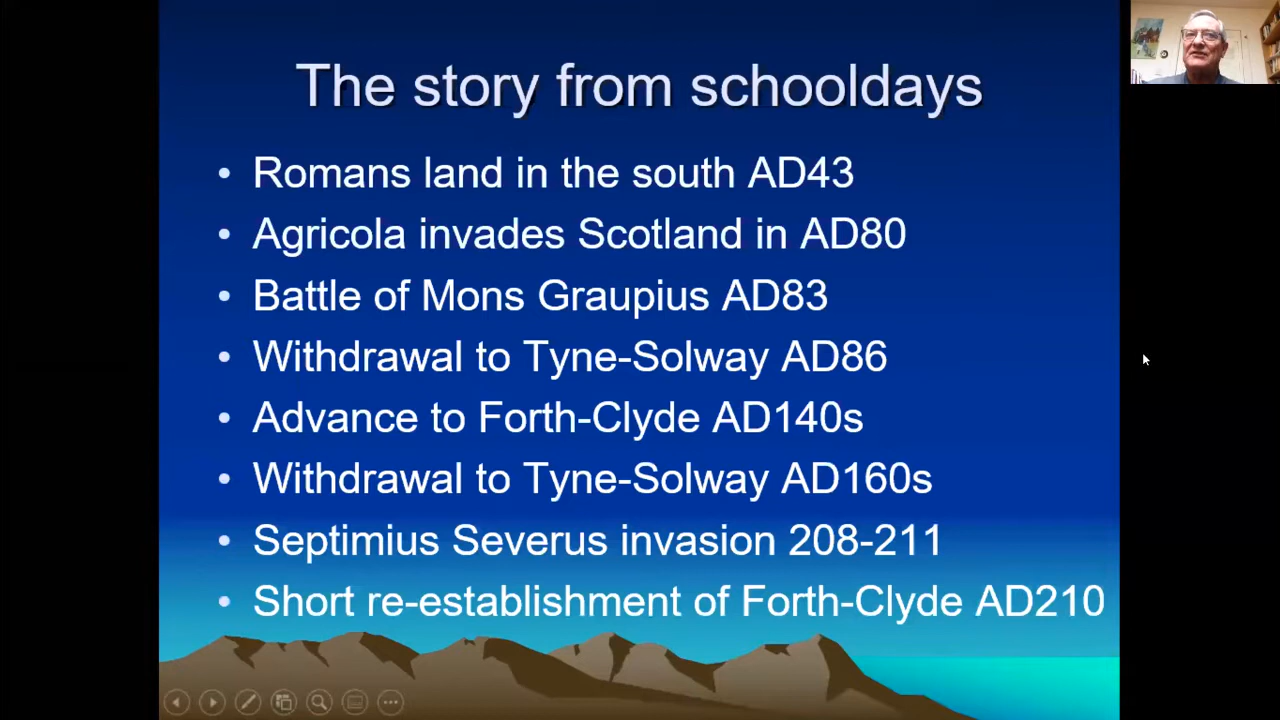 The story from schooldays
• Romans land in the south AD43
• Agricola invades Scotland in AD80
• Battle of Mons Graupius AD83
• Withdrawal to Tyne-Solway AD86
• Advance to Forth-Clyde AD140s
• Withdrawal to Tyne-Solway AD160s
• Septimius Severus invasion 208-211
• Short re-establishment of Forth-Clyde AD210